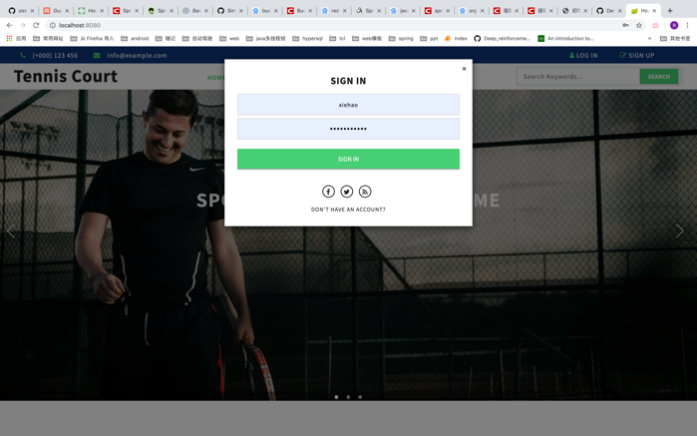 localhost:8080
应用 常用网址 从 Firefox 导入 android 随记 自动驾驶 web java多线程锁 hypersql tcl web模板 spring ppt Index Deep_reinforceme... An introduction to... » 其他书签
(+000) 123 456 info@example.com LOG IN SIGN UP
Tennis Court HOME Search Keywords... SEARCH
×
SIGN IN
xiehao
SIGN IN
DON'T HAVE AN ACCOUNT?